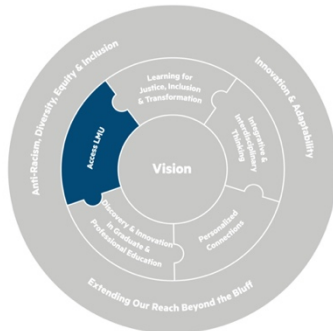 Anti-Racism, Diversity, Equity & Inclusion
Innovation & Adaptability
Learning for
Justice, Inclusion
& Transformation
Access LMU
Integrative &
Interdisciplinary
Thinking
Vision
Discovery & Innovation
in Graduate &
Professional Education
Personalized
Connections
Extending Our Reach Beyond the Bluff